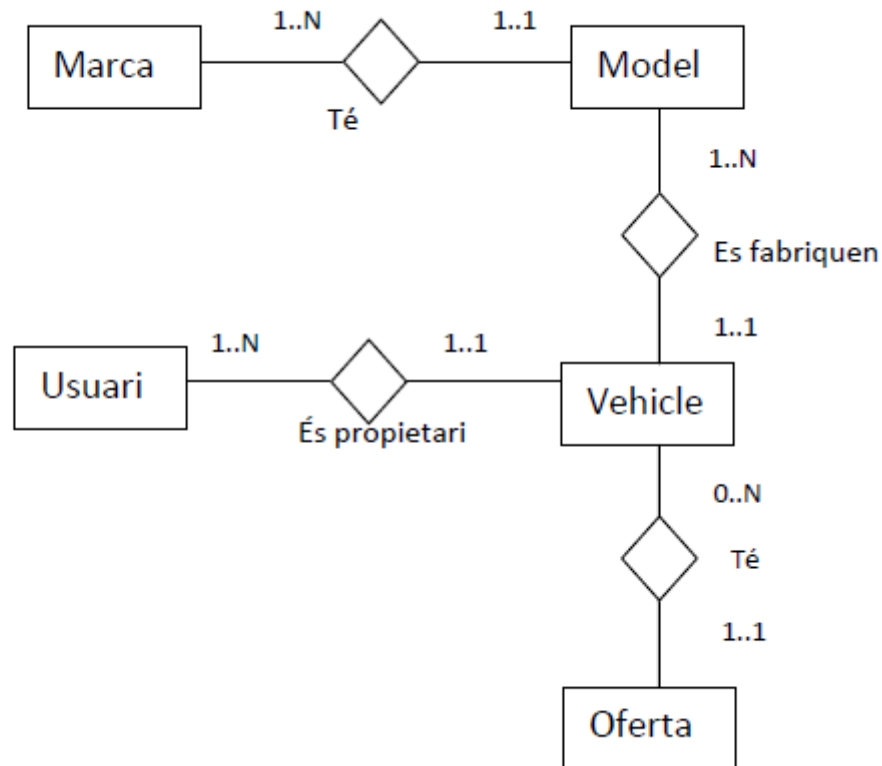 1..N
1..1
Marca
Model
Té
1..N
Es fabriquen
1..1
1..N
1..1
Usuari
Vehicle
És propietari
0..N
Té
1..1
Oferta